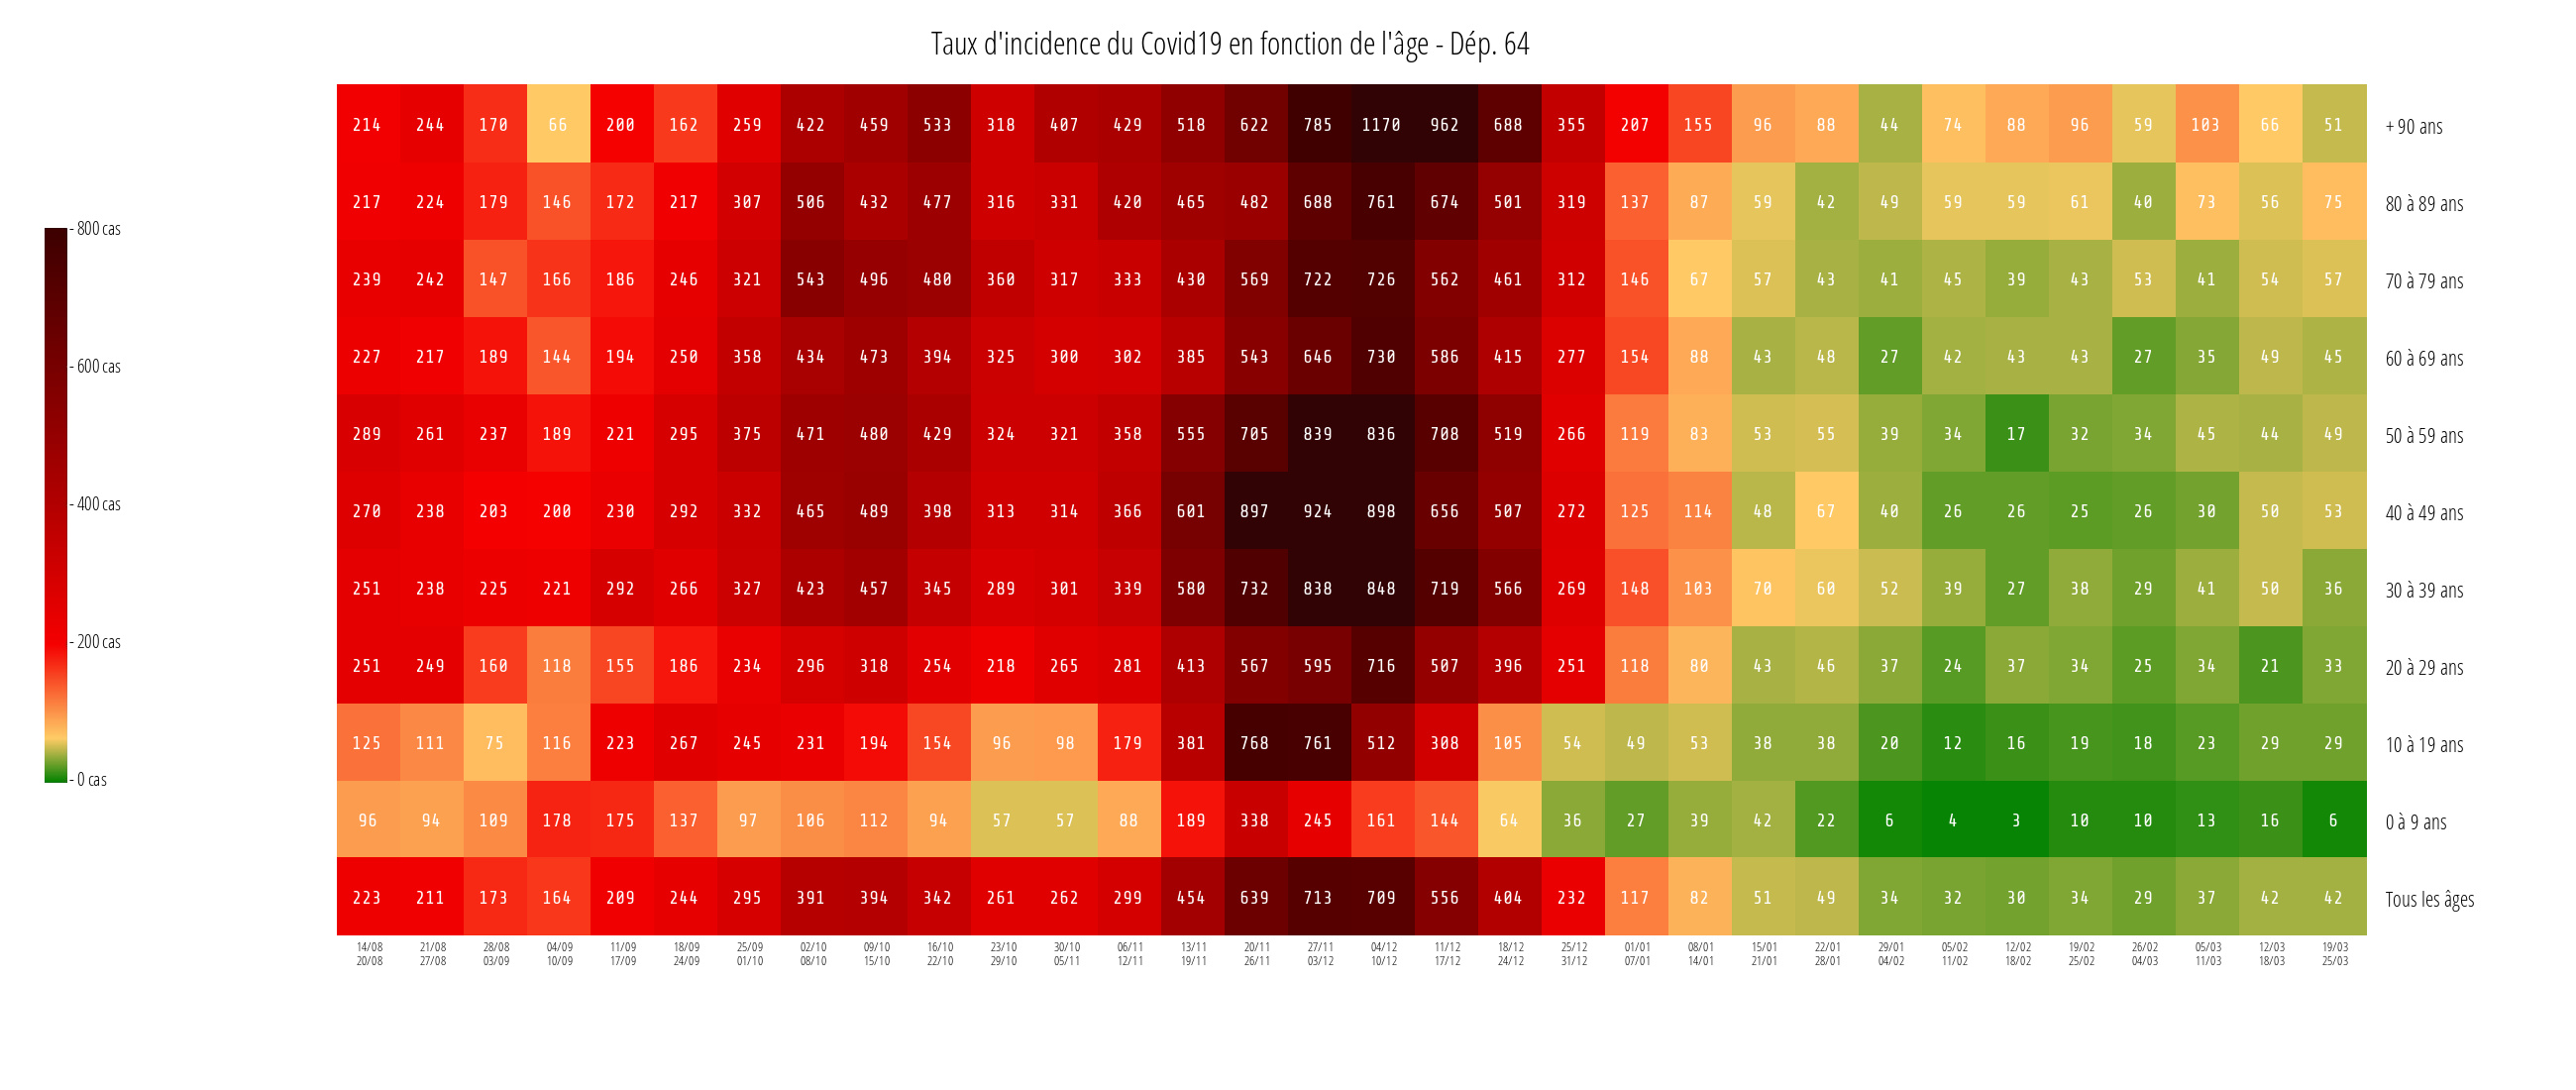 Taux d'incidence du Covid19 en fonction de l'âge - Dép. 64
- 800 cas
- 600 cas
- 400 cas
- 200 cas
- 0 cas
214 244 170 66 200 162 259 422 459 533 318 407 429 518 622 785 1170 962 688 355 207 155 96 88 44 74 88 96 59 103 66 51 + 90 ans
217 224 179 146 172 217 307 506 432 477 316 331 420 465 482 688 761 674 501 319 137 87 59 42 49 59 59 61 40 73 56 75 80 à 89 ans
239 242 147 166 186 246 321 543 496 480 360 317 333 430 569 722 726 562 461 312 146 67 57 43 41 45 39 43 53 41 54 57 70 à 79 ans
227 217 189 144 194 250 358 434 473 394 325 300 302 385 543 646 730 586 415 277 154 88 43 48 27 42 43 43 27 35 49 45 60 à 69 ans
289 261 237 189 221 295 375 471 480 429 324 321 358 555 705 839 836 708 519 266 119 83 53 55 39 34 17 32 34 45 44 49 50 à 59 ans
270 238 203 200 230 292 332 465 489 398 313 314 366 601 897 924 898 656 507 272 125 114 48 67 40 26 26 25 26 30 50 53 40 à 49 ans
251 238 225 221 292 266 327 423 457 345 289 301 339 580 732 838 848 719 566 269 148 103 70 60 52 39 27 38 29 41 50 36 30 à 39 ans
251 249 160 118 155 186 234 296 318 254 218 265 281 413 567 595 716 507 396 251 118 80 43 46 37 24 37 34 25 34 21 33 20 à 29 ans
125 111 75 116 223 267 245 231 194 154 96 98 179 381 768 761 512 308 105 54 49 53 38 38 20 12 16 19 18 23 29 29 10 à 19 ans
96 94 109 178 175 137 97 106 112 94 57 57 88 189 338 245 161 144 64 36 27 39 42 22 6 4 3 10 10 13 16 6 0 à 9 ans
223 211 173 164 209 244 295 391 394 342 261 262 299 454 639 713 709 556 404 232 117 82 51 49 34 32 30 34 29 37 42 42 Tous les âges
14/08 21/08 28/08 04/09 11/09 18/09 25/09 02/10 09/10 16/10 23/10 30/10 06/11 13/11 20/11 27/11 04/12 11/12 18/12 25/12 01/01 08/01 15/01 22/01 29/01 05/02 12/02 19/02 26/02 05/03 12/03 19/03
20/08 27/08 03/09 10/09 17/09 24/09 01/10 08/10 15/10 22/10 29/10 05/11 12/11 19/11 26/11 03/12 10/12 17/12 24/12 31/12 07/01 14/01 21/01 28/01 04/02 11/02 18/02 25/02 04/03 11/03 18/03 25/03